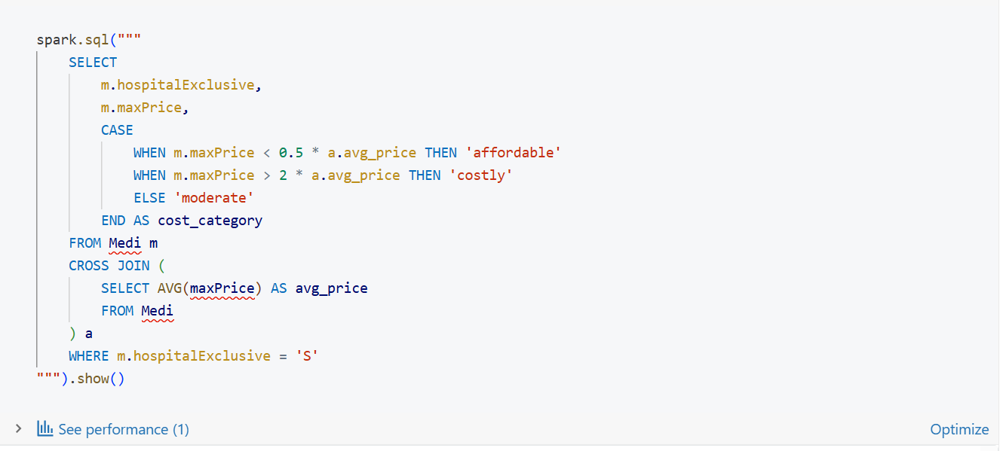 spark.sql("""
SELECT
m.hospitalExclusive,
m.maxPrice,
CASE
WHEN m.maxPrice < 0.5 * a.avg_price THEN 'affordable'
WHEN m.maxPrice > 2 * a.avg_price THEN 'costly'
ELSE 'moderate'
END AS cost_category
FROM Medi m
CROSS JOIN (
SELECT AVG(maxPrice) AS avg_price
FROM Medi
) a
WHERE m.hospitalExclusive = 'S'
""").show()
See performance (1)
Optimize